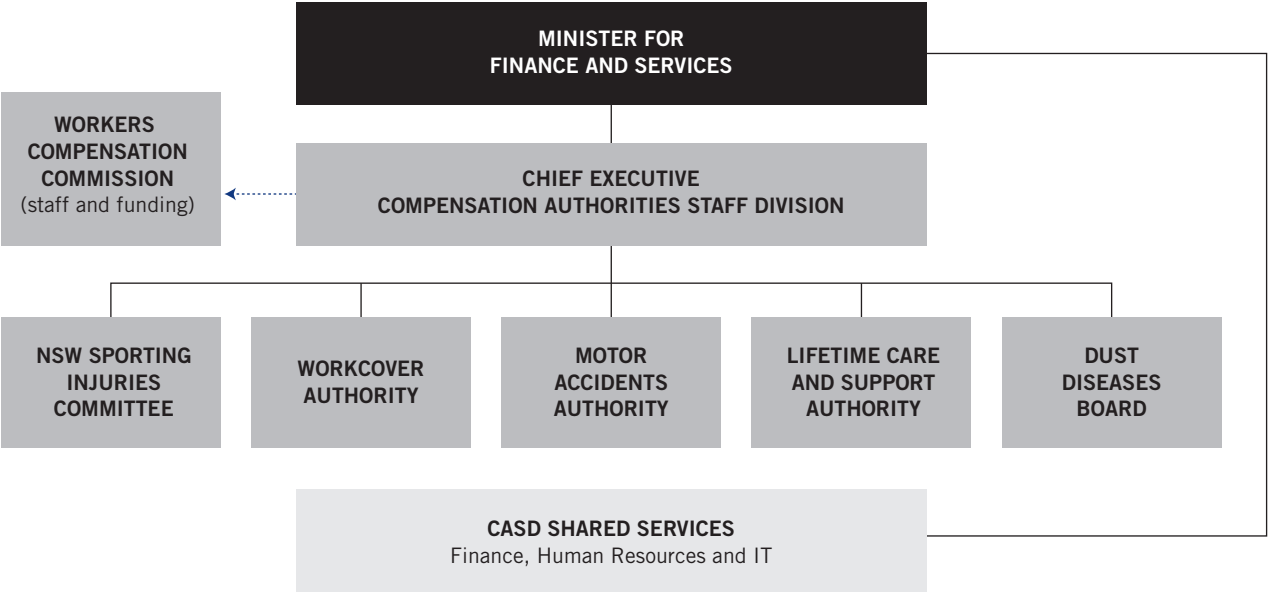 MINISTER FOR
FINANCE AND SERVICES
WORKERS
COMPENSATION
COMMISSION
(staff and funding)
CHIEF EXECUTIVE
COMPENSATION AUTHORITIES STAFF DIVISION
NSW SPORTING
INJURIES
COMMITTEE
WORKCOVER
AUTHORITY
MOTOR
ACCIDENTS
AUTHORITY
LIFETIME CARE
AND SUPPORT
AUTHORITY
DUST
DISEASES
BOARD
CASD SHARED SERVICES
Finance, Human Resources and IT